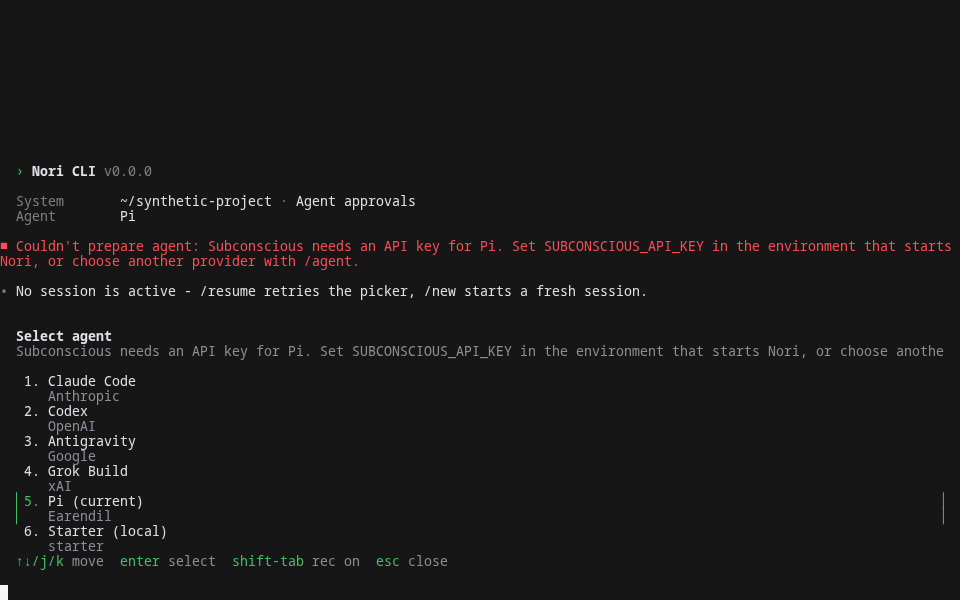 › Nori CLI v0.0.0
System ~/synthetic-project · Agent approvals
Agent Pi
■ Couldn't prepare agent: Subconscious needs an API key for Pi. Set SUBCONSCIOUS_API_KEY in the environment that starts
Nori, or choose another provider with /agent.
• No session is active - /resume retries the picker, /new starts a fresh session.
Select agent
Subconscious needs an API key for Pi. Set SUBCONSCIOUS_API_KEY in the environment that starts Nori, or choose anothe
1. Claude Code
Anthropic
2. Codex
OpenAI
3. Antigravity
Google
4. Grok Build
xAI
5. Pi (current)
Earendil
6. Starter (local)
starter
↑↓/j/k move enter select shift-tab rec on esc close